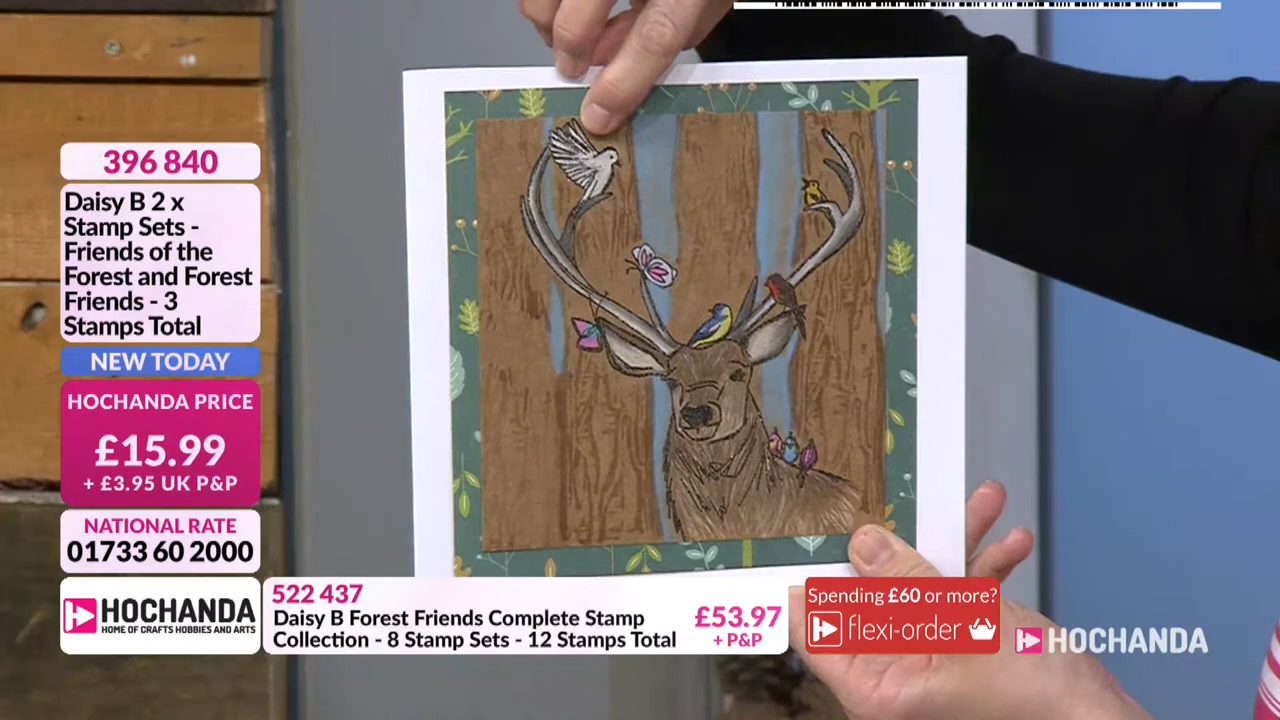 396 840
Daisy B 2 x
Stamp Sets -
Friends of the
Forest and Forest
Friends - 3
Stamps Total
NEW TODAY
HOCHANDA PRICE
£15.99
+ £3.95 UK P&P
NATIONAL RATE
01733 60 2000
HOCHANDA
HOME OF CRAFTS HOBBIES AND ARTS
522 437
Daisy B Forest Friends Complete Stamp
Collection - 8 Stamp Sets - 12 Stamps Total
£53.97
+ P&P
Spending £60 or more?
flexi-order
HOCHANDA